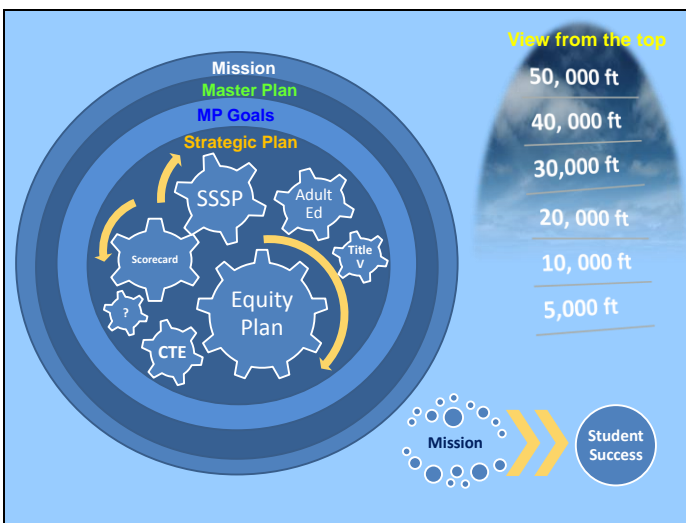 Mission
Master Plan
MP Goals
Strategic Plan
SSSP
Adult
Ed
Scorecard
Title
V
?
Equity
Plan
CTE
View from the top
50, 000 ft
40, 000 ft
30,000 ft
20, 000 ft
10, 000 ft
5,000 ft
Mission
Student
Success